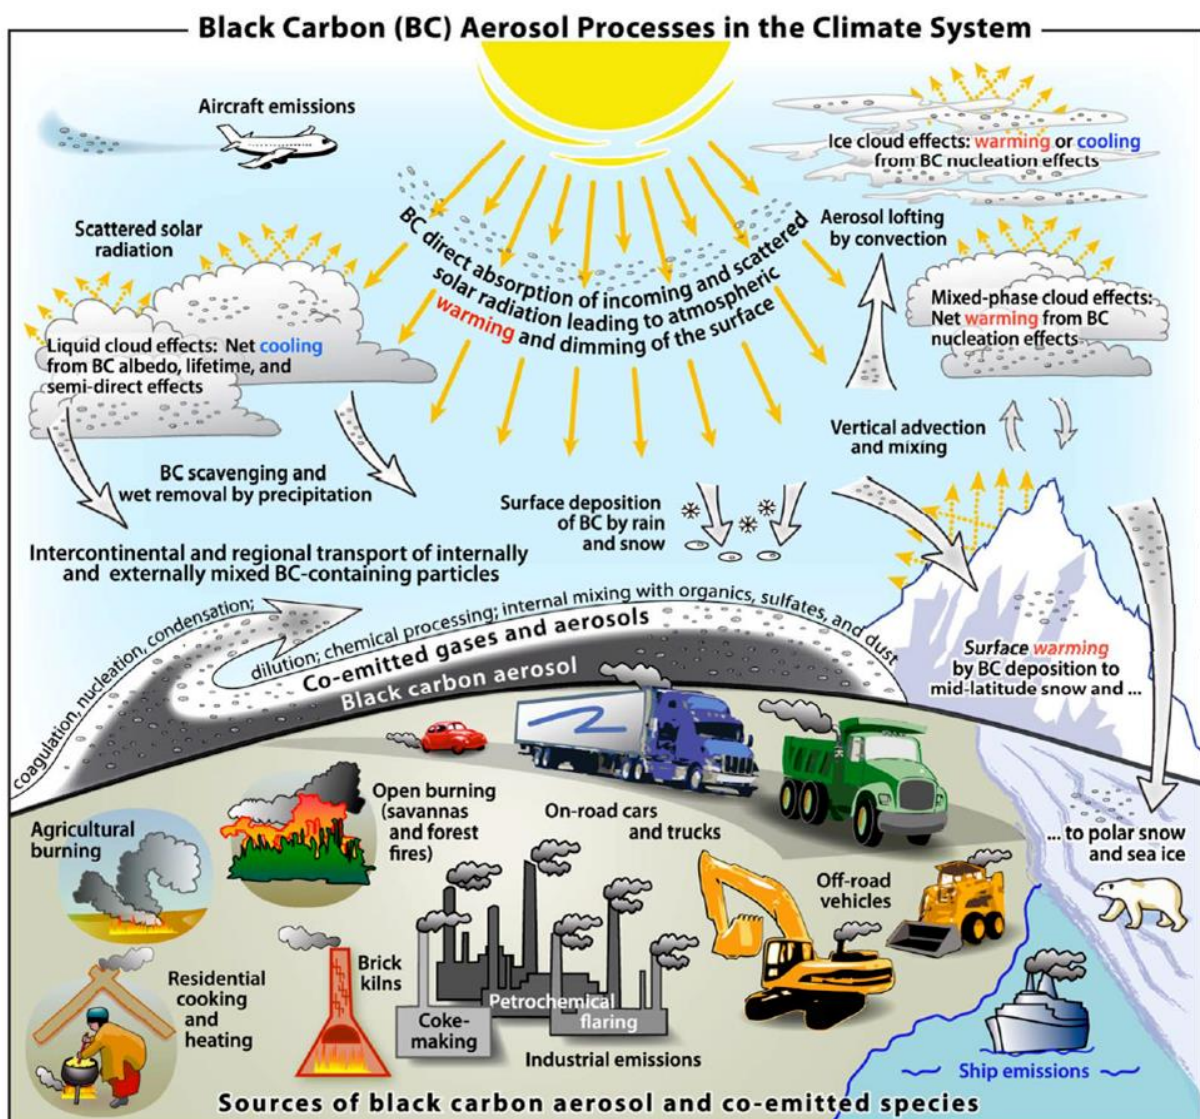 Black Carbon (BC) Aerosol Processes in the Climate System
Aircraft emissions
Ice cloud effects: warming or cooling
from BC nucleation effects
Scattered solar
radiation
BC direct absorption of incoming and scattered
solar radiation leading to atmospheric
warming and dimming of the surface
Aerosol lofting
by convection
Mixed-phase cloud effects:
Net warming from BC
nucleation effects
Liquid cloud effects: Net cooling
from BC albedo, lifetime, and
semi-direct effects
Vertical advection
and mixing
BC scavenging and
wet removal by precipitation
Surface deposition
of BC by rain
and snow
Intercontinental and regional transport of internally
and externally mixed BC-containing particles
coagulation, nucleation, condensation;
dilution; chemical processing; internal mixing with organics, sulfates, and dust
Co-emitted gases and aerosols
Black carbon aerosol
Surface warming
by BC deposition to
mid-latitude snow and ...
... to polar snow
and sea ice
Agricultural
burning
Open burning
(savannas
and forest
fires)
On-road cars
and trucks
Off-road
vehicles
Residential
cooking
and
heating
Brick
kilns
Coke-
making
Petrochemical
flaring
Industrial emissions
Ship emissions
Sources of black carbon aerosol and co-emitted species